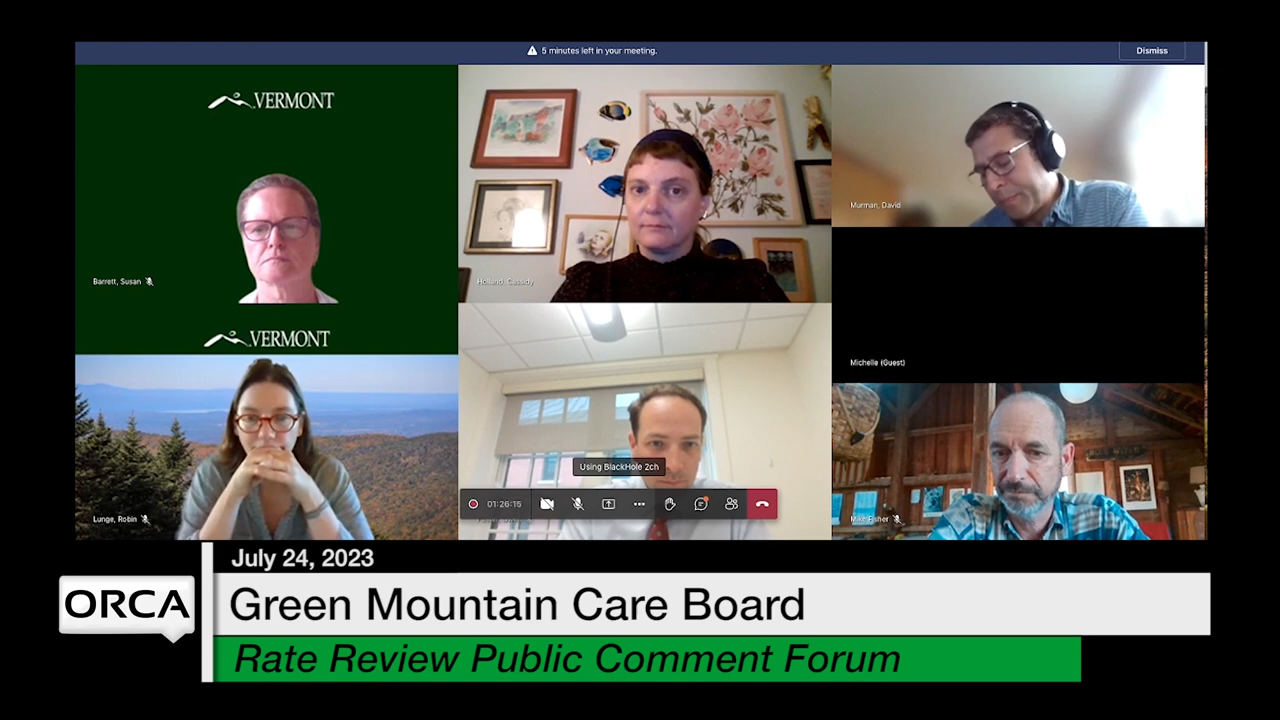 5 minutes left in your meeting.
Dismiss
VERMONT
Barrett, Susan
Holland, Cassidy
Murman, David
VERMONT
Michelle (Guest)
Using BlackHole 2ch
01:26:15
Lunge, Robin
Mike Fisher
July 24, 2023
ORCA
Green Mountain Care Board
Rate Review Public Comment Forum